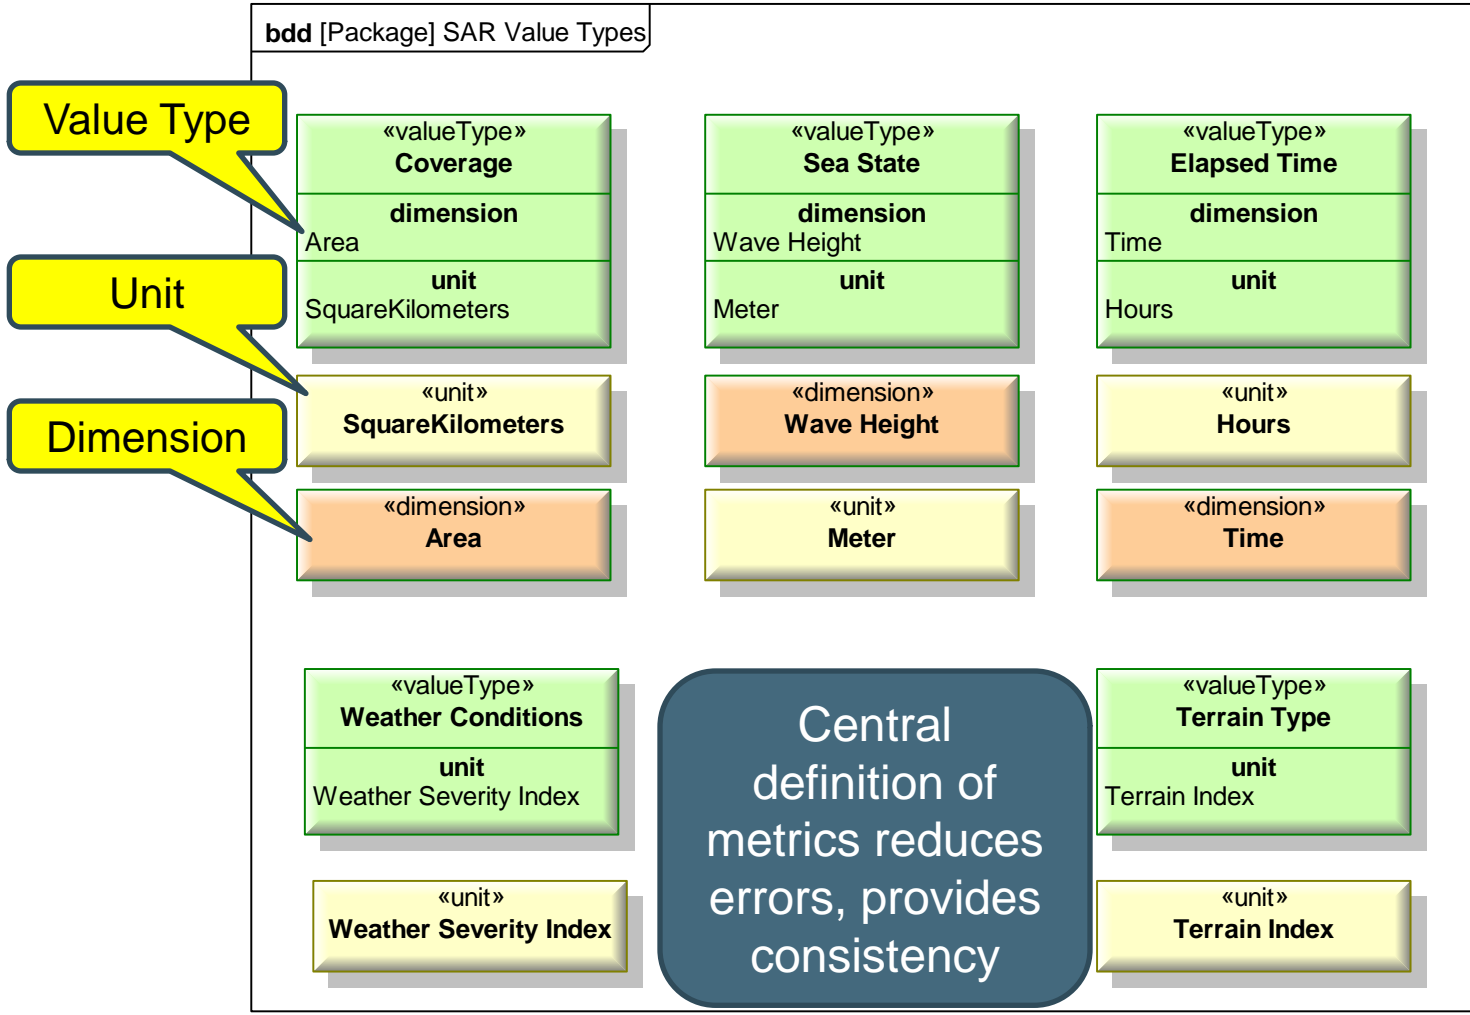 bdd [Package] SAR Value Types
Value Type
Unit
Dimension
«valueType»
Coverage
dimension
Area
unit
SquareKilometers
«valueType»
Sea State
dimension
Wave Height
unit
Meter
«valueType»
Elapsed Time
dimension
Time
unit
Hours
«unit»
SquareKilometers
«dimension»
Wave Height
«unit»
Hours
«dimension»
Area
«unit»
Meter
«dimension»
Time
«valueType»
Weather Conditions
unit
Weather Severity Index
Central
definition of
metrics reduces
errors, provides
consistency
«valueType»
Terrain Type
unit
Terrain Index
«unit»
Weather Severity Index
«unit»
Terrain Index